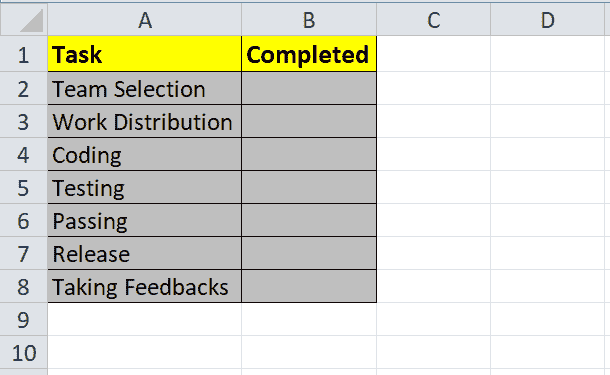 A B C D
1 Task Completed
2 Team Selection
3 Work Distribution
4 Coding
5 Testing
6 Passing
7 Release
8 Taking Feedbacks
9
10